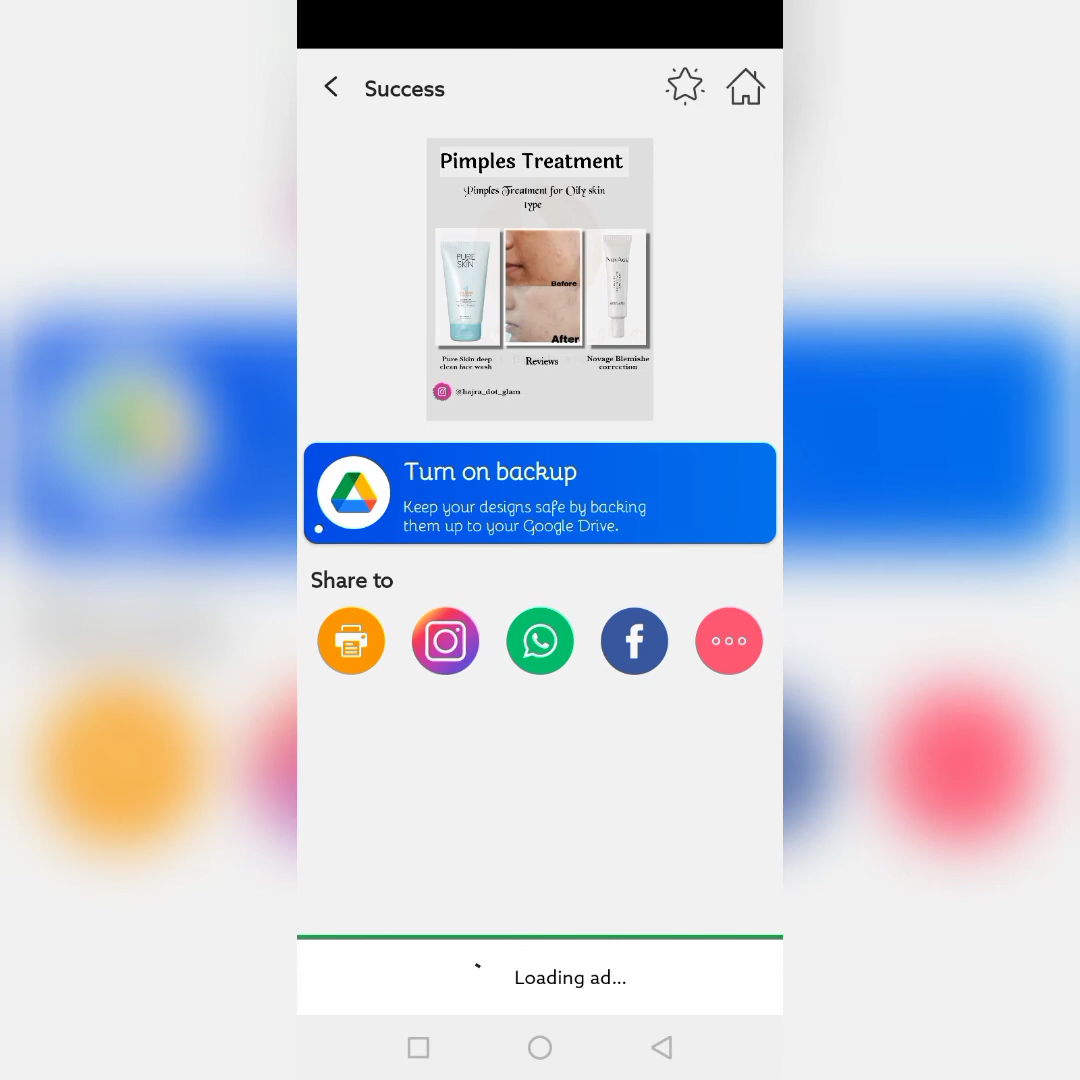 Success
Pimples Treatment
Pimples Treatment for Oily skin
type
PURE
SKIN
NOVAGE
Before
After
Pure Skin deep
clean face wash
Reviews
Novage Blemishe
correction
@hajra_dot_glam
Turn on backup
Keep your designs safe by backing
them up to your Google Drive.
Share to
Loading ad...